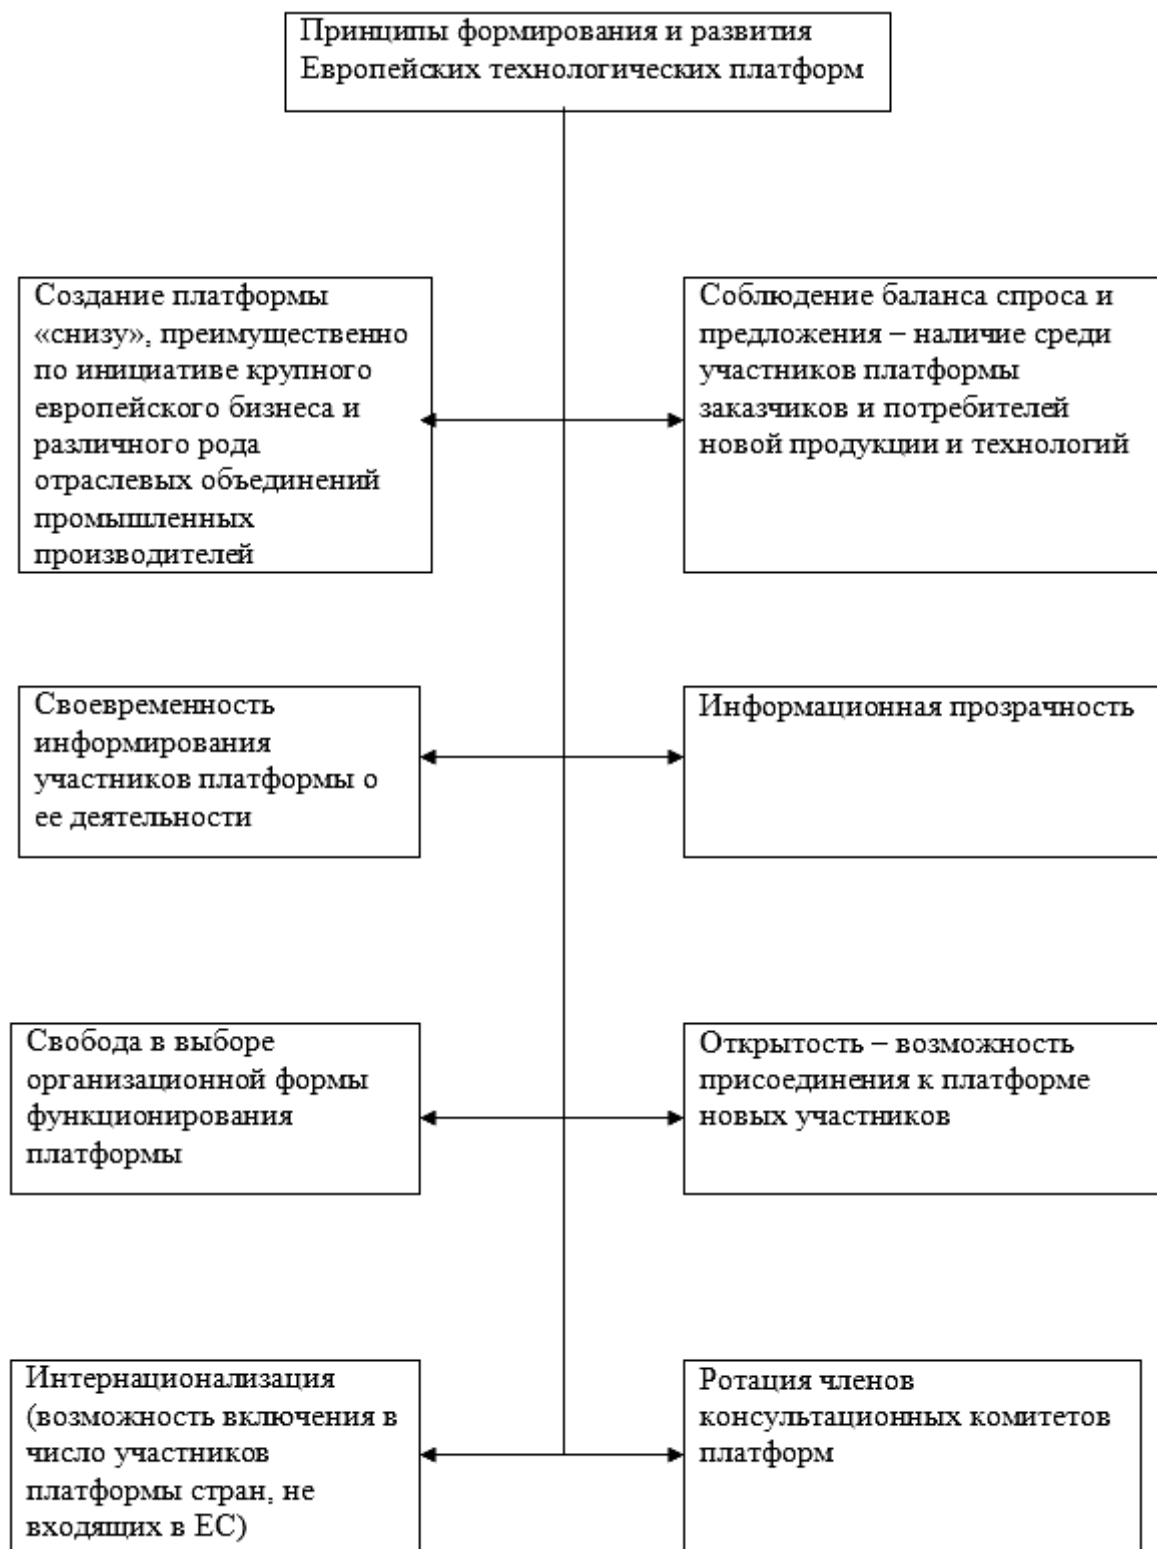 Принципы формирования и развития
Европейских технологических платформ
Создание платформы
«снизу», преимущественно
по инициативе крупного
европейского бизнеса и
различного рода
отраслевых объединений
промышленных
производителей
Соблюдение баланса спроса и
предложения – наличие среди
участников платформы
заказчиков и потребителей
новой продукции и технологий
Своевременность
информирования
участников платформы о
ее деятельности
Информационная прозрачность
Свобода в выборе
организационной формы
функционирования
платформы
Открытость – возможность
присоединения к платформе
новых участников
Интернационализация
(возможность включения в
число участников
платформы стран, не
входящих в ЕС)
Ротация членов
консультационных комитетов
платформ